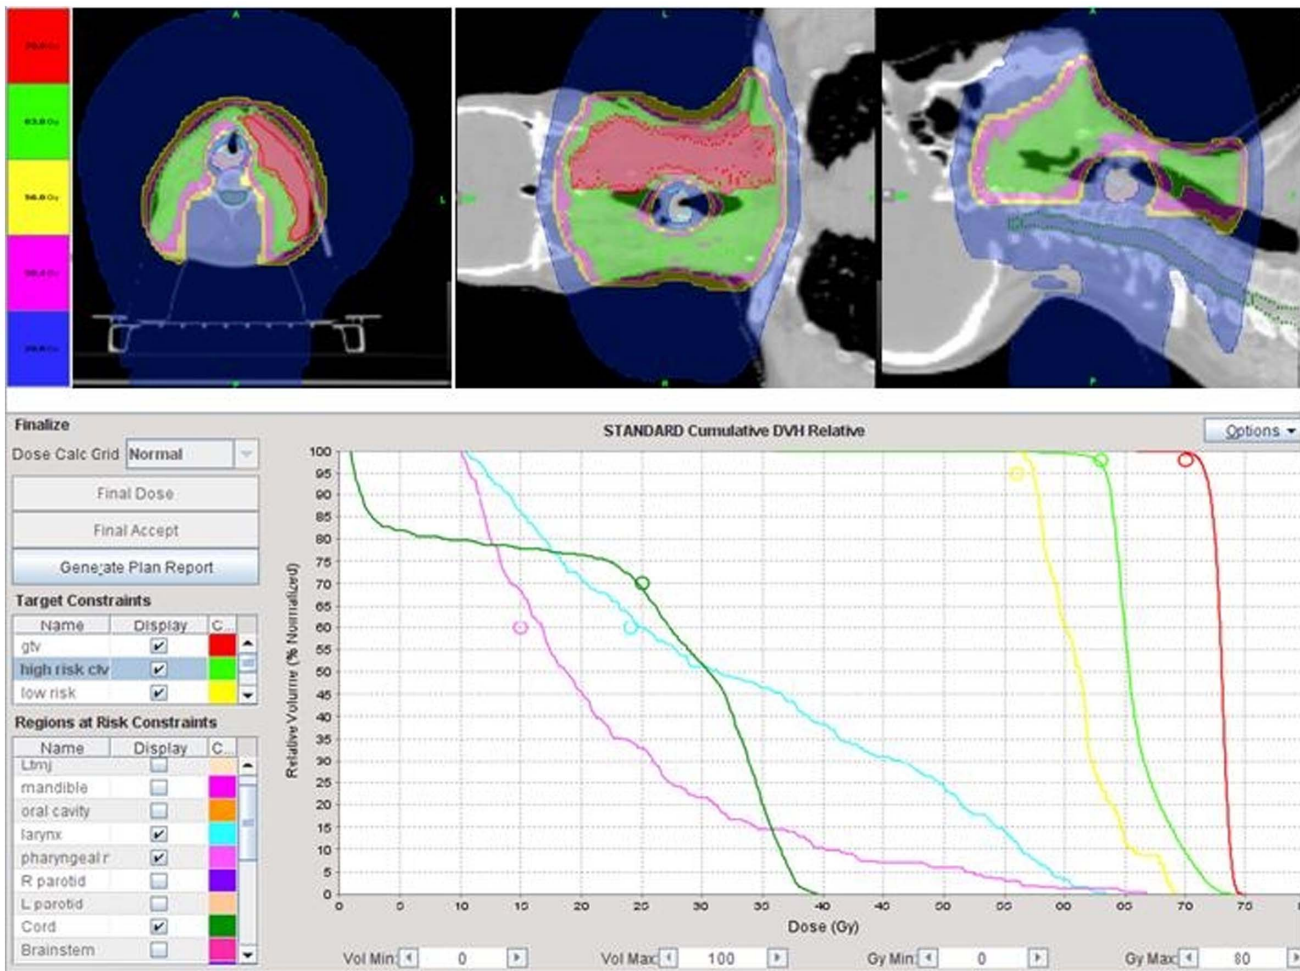 A
L
A
L
P
R
P
Finalize
STANDARD Cumulative DVH Relative
Options
Dose Calc Grid Normal
Final Dose
Final Accept
Generate Plan Report
Target Constraints
Name Display C...
gtv
high risk ctv
low risk
Regions at Risk Constraints
Name Display C...
Ltmj
mandible
oral cavity
larynx
pharyngeal r
R parotid
L parotid
Cord
Brainstem
Relative Volume (% Normalized)
100
95
90
85
80
75
70
65
60
55
50
45
40
35
30
25
20
15
10
5
0
Dose (Gy)
Vol Min: 0 Vol Max: 100 Gy Min: 0 Gy Max: 80